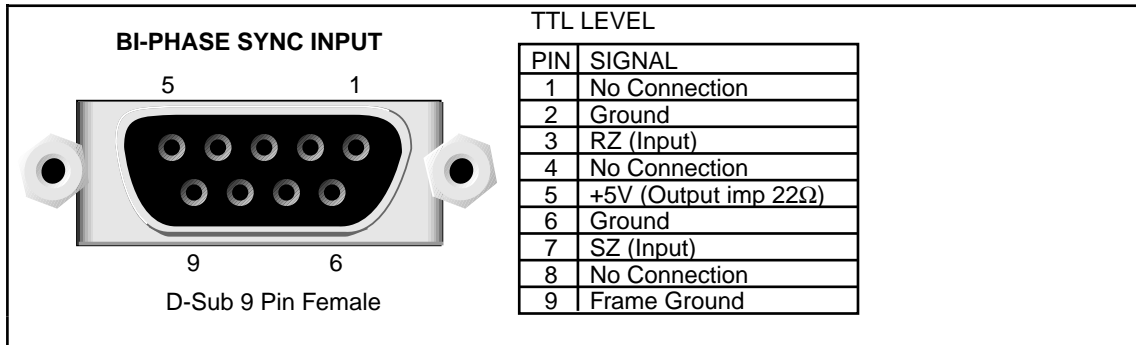 BI-PHASE SYNC INPUT
5 1
9 6
D-Sub 9 Pin Female
TTL LEVEL
PIN SIGNAL
1 No Connection
2 Ground
3 RZ (Input)
4 No Connection
5 +5V (Output imp 22Ω)
6 Ground
7 SZ (Input)
8 No Connection
9 Frame Ground